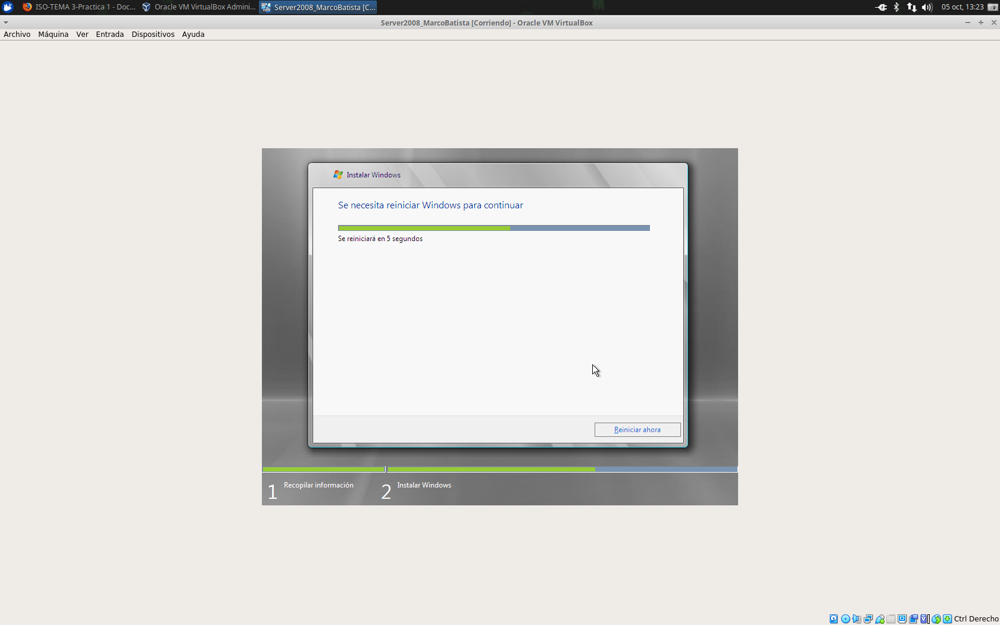 ISO-TEMA 3-Practica 1 - Doc...
Oracle VM VirtualBox Admini...
Server2008_MarcoBatista [C...
05 oct, 13:23
Server2008_MarcoBatista [Corriendo] - Oracle VM VirtualBox
Archivo Máquina Ver Entrada Dispositivos Ayuda
Instalar Windows
Se necesita reiniciar Windows para continuar
Se reiniciará en 5 segundos
Reiniciar ahora
1 Recopilar información
2 Instalar Windows
Ctrl Derecho